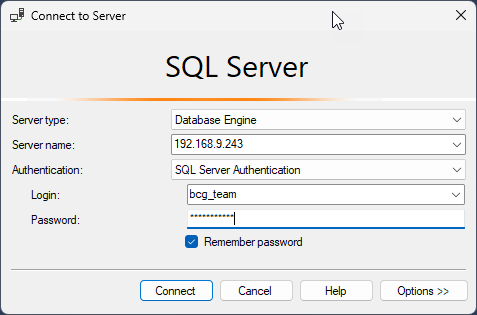 Connect to Server
SQL Server
Server type: Database Engine
Server name: 192.168.9.243
Authentication: SQL Server Authentication
Login: bcg_team
Password: ***********
Remember password
Connect Cancel Help Options >>